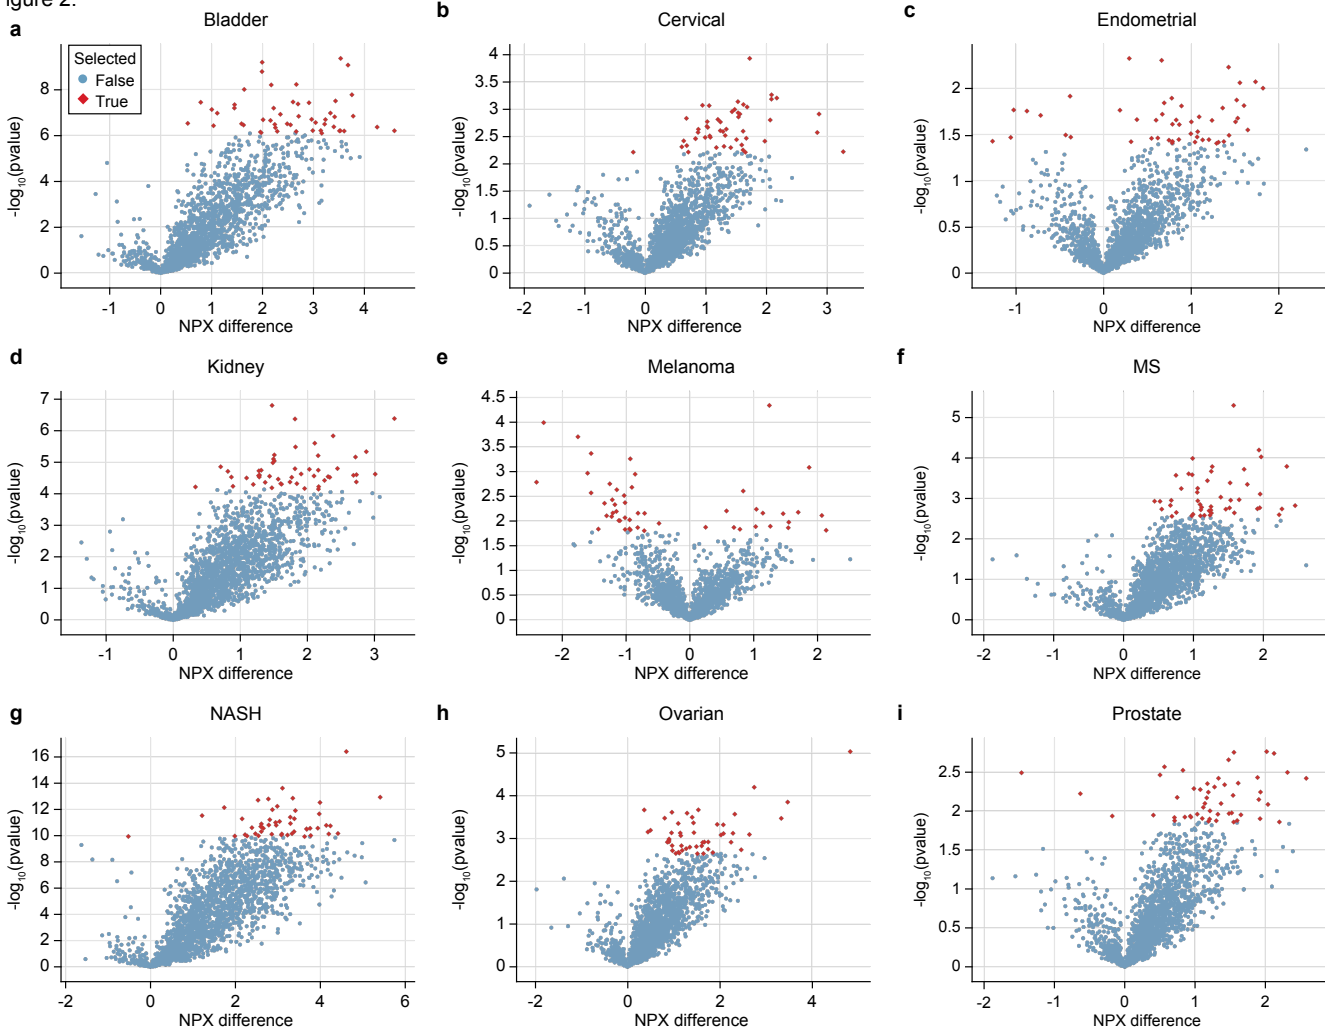 igure 2.
a
Bladder
Selected
False
True
-log10(pvalue)
8
6
4
2
0
-1 0 1 2 3 4
NPX difference
b
Cervical
-log10(pvalue)
4
3.5
3
2.5
2
1.5
1
0.5
0
-2 -1 0 1 2 3
NPX difference
c
Endometrial
-log10(pvalue)
2
1.5
1
0.5
0
-1 0 1 2
NPX difference
d
Kidney
-log10(pvalue)
7
6
5
4
3
2
1
0
-1 0 1 2 3
NPX difference
e
Melanoma
-log10(pvalue)
4.5
4
3.5
3
2.5
2
1.5
1
0.5
0
-2 -1 0 1 2
NPX difference
f
MS
-log10(pvalue)
5
4
3
2
1
0
-2 -1 0 1 2
NPX difference
g
NASH
-log10(pvalue)
16
14
12
10
8
6
4
2
0
-2 0 2 4 6
NPX difference
h
Ovarian
-log10(pvalue)
5
4
3
2
1
0
-2 0 2 4
NPX difference
i
Prostate
-log10(pvalue)
2.5
2
1.5
1
0.5
0
-2 -1 0 1 2
NPX difference